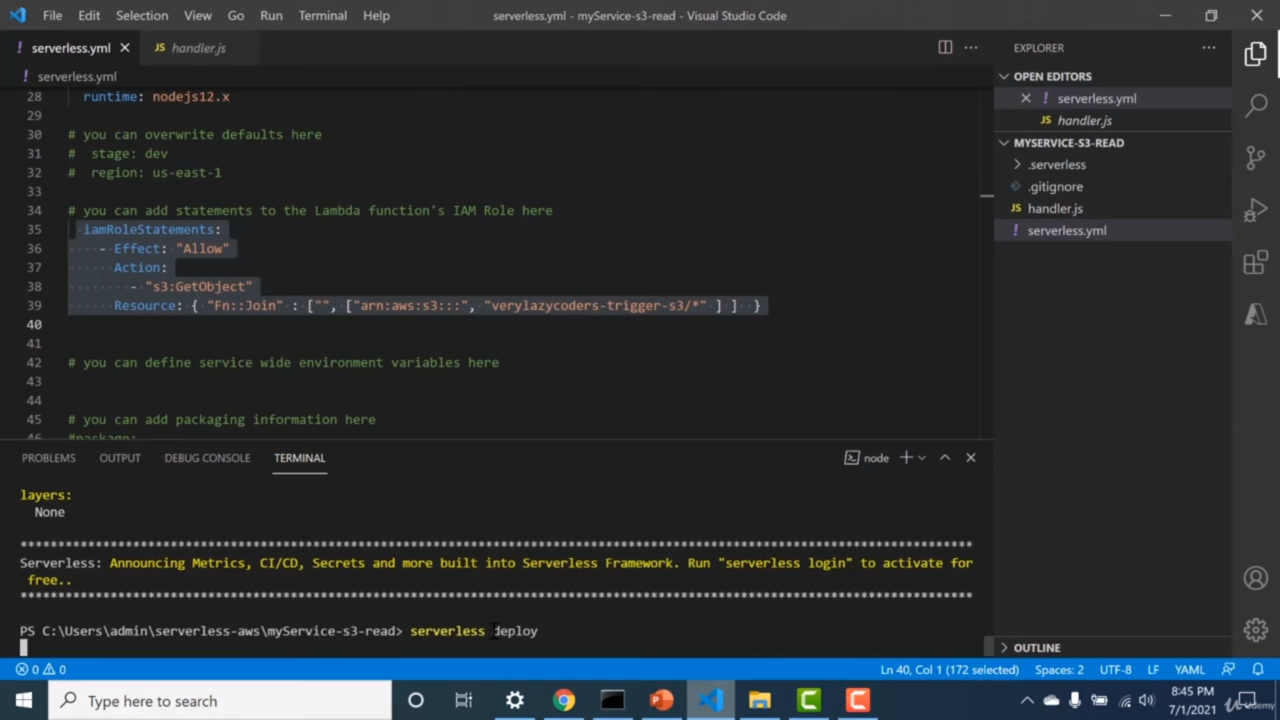 File Edit Selection View Go Run Terminal Help serverless.yml - myService-s3-read - Visual Studio Code
! serverless.yml JS handler.js EXPLORER
! serverless.yml OPEN EDITORS
! serverless.yml
JS handler.js
MYSERVICE-S3-READ
.serverless
.gitignore
JS handler.js
! serverless.yml
28 runtime: nodejs12.x
29
30 # you can overwrite defaults here
31 # stage: dev
32 # region: us-east-1
33
34 # you can add statements to the Lambda function's IAM Role here
35 iamRoleStatements:
36 - Effect: "Allow"
37 Action:
38 - "s3:GetObject"
39 Resource: { "Fn::Join" : ["", ["arn:aws:s3:::", "verylazycoders-trigger-s3/*" ] ] }
40
41
42 # you can define service wide environment variables here
43
44
45 # you can add packaging information here
46 #package:
PROBLEMS OUTPUT DEBUG CONSOLE TERMINAL node
layers:
None
********************************************************************************
Serverless: Announcing Metrics, CI/CD, Secrets and more built into Serverless Framework. Run "serverless login" to activate for
free..
********************************************************************************
PS C:\Users\admin\serverless-aws\myService-s3-read> serverless deploy
OUTLINE
0 0 Ln 40, Col 1 (172 selected) Spaces: 2 UTF-8 LF YAML
Type here to search 8:45 PM
7/1/2021
Udemy